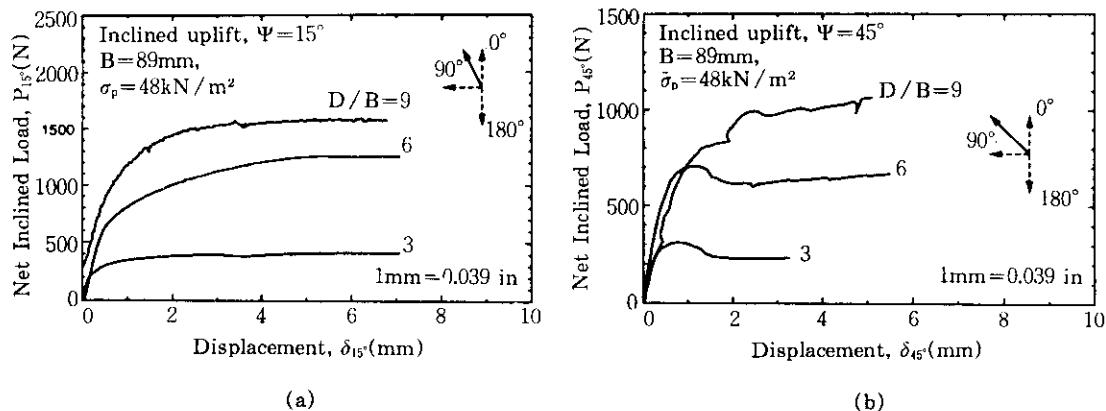 Inclined uplift, Ψ=15°
B=89mm,
σp=48kN/m²
D/B=9
6
3
0°
90°
180°
1mm=0.039 in
2500
2000
1500
1000
500
0
Net Inclined Load, P15°(N)
0 2 4 6 8 10
Displacement, δ15°(mm)
(a)
Inclined uplift, Ψ=45°
B=89mm,
σ̄p=48kN/m²
D/B=9
6
3
0°
90°
180°
1mm=0.039 in
1500
1000
500
0
Net Inclined Load, P45°(N)
0 2 4 6 8 10
Displacement, δ45°(mm)
(b)